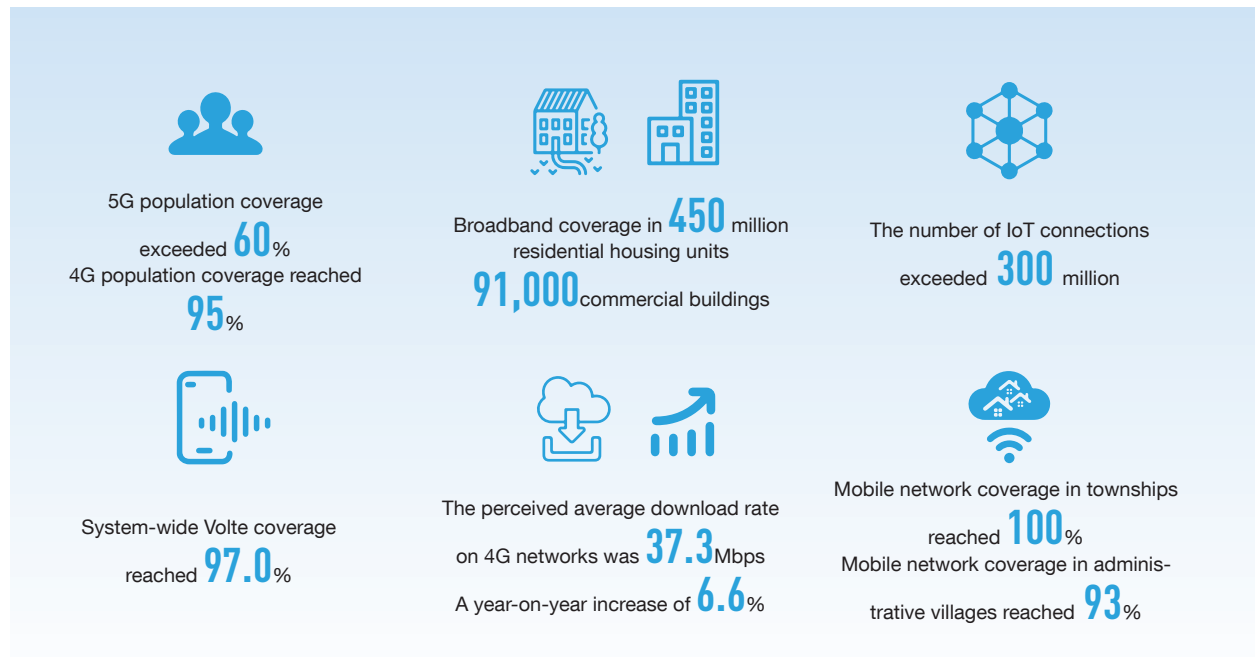 5G population coverage
exceeded 60%
4G population coverage reached
95%
Broadband coverage in 450 million
residential housing units
91,000 commercial buildings
The number of IoT connections
exceeded 300 million
System-wide Volte coverage
reached 97.0%
The perceived average download rate
on 4G networks was 37.3Mbps
A year-on-year increase of 6.6%
Mobile network coverage in townships
reached 100%
Mobile network coverage in adminis-
trative villages reached 93%